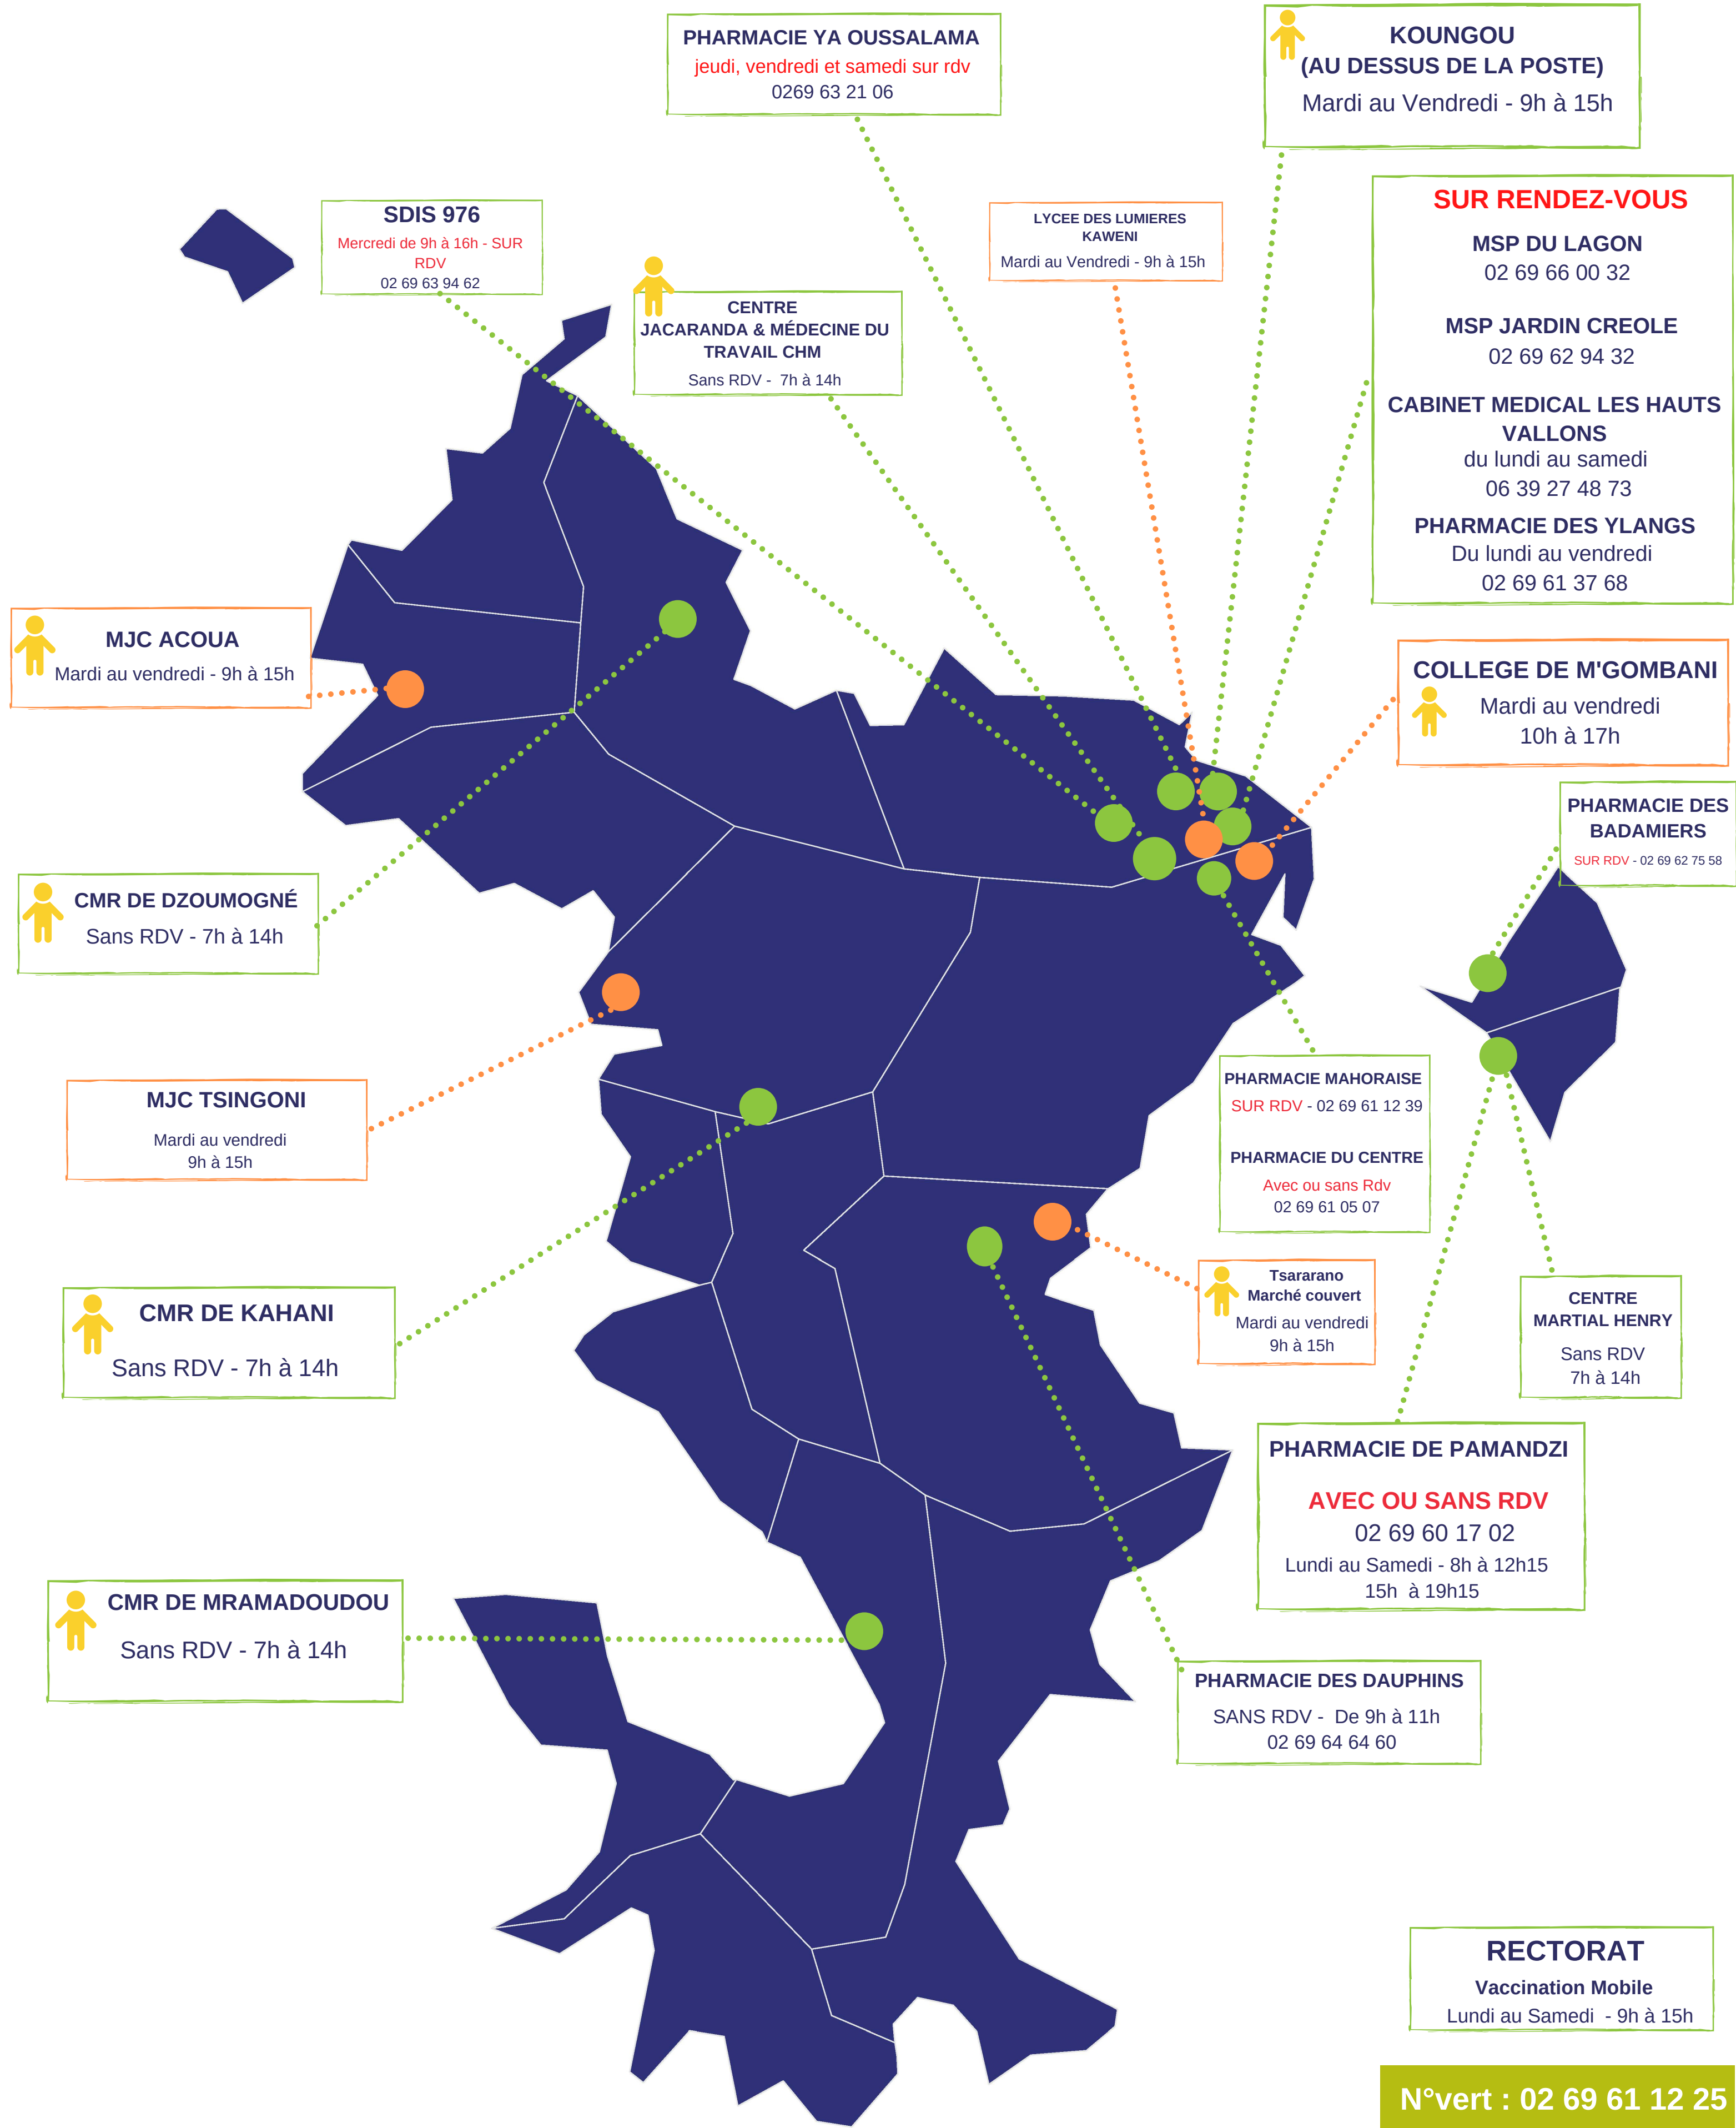 PHARMACIE YA OUSSALAMA
jeudi, vendredi et samedi sur rdv
0269 63 21 06
KOUNGOU
(AU DESSUS DE LA POSTE)
Mardi au Vendredi - 9h à 15h
SDIS 976
Mercredi de 9h à 16h - SUR
RDV
02 69 63 94 62
LYCEE DES LUMIERES
KAWENI
Mardi au Vendredi - 9h à 15h
CENTRE
JACARANDA & MÉDECINE DU
TRAVAIL CHM
Sans RDV - 7h à 14h
SUR RENDEZ-VOUS
MSP DU LAGON
02 69 66 00 32
MSP JARDIN CREOLE
02 69 62 94 32
CABINET MEDICAL LES HAUTS
VALLONS
du lundi au samedi
06 39 27 48 73
PHARMACIE DES YLANGS
Du lundi au vendredi
02 69 61 37 68
MJC ACOUA
Mardi au vendredi - 9h à 15h
COLLEGE DE M'GOMBANI
Mardi au vendredi
10h à 17h
PHARMACIE DES
BADAMIERS
SUR RDV - 02 69 62 75 58
CMR DE DZOUMOGNÉ
Sans RDV - 7h à 14h
MJC TSINGONI
Mardi au vendredi
9h à 15h
PHARMACIE MAHORAISE
SUR RDV - 02 69 61 12 39
PHARMACIE DU CENTRE
Avec ou sans Rdv
02 69 61 05 07
Tsararano
Marché couvert
Mardi au vendredi
9h à 15h
CENTRE
MARTIAL HENRY
Sans RDV
7h à 14h
CMR DE KAHANI
Sans RDV - 7h à 14h
PHARMACIE DE PAMANDZI
AVEC OU SANS RDV
02 69 60 17 02
Lundi au Samedi - 8h à 12h15
15h à 19h15
CMR DE MRAMADOUDOU
Sans RDV - 7h à 14h
PHARMACIE DES DAUPHINS
SANS RDV - De 9h à 11h
02 69 64 64 60
RECTORAT
Vaccination Mobile
Lundi au Samedi - 9h à 15h
N°vert : 02 69 61 12 25